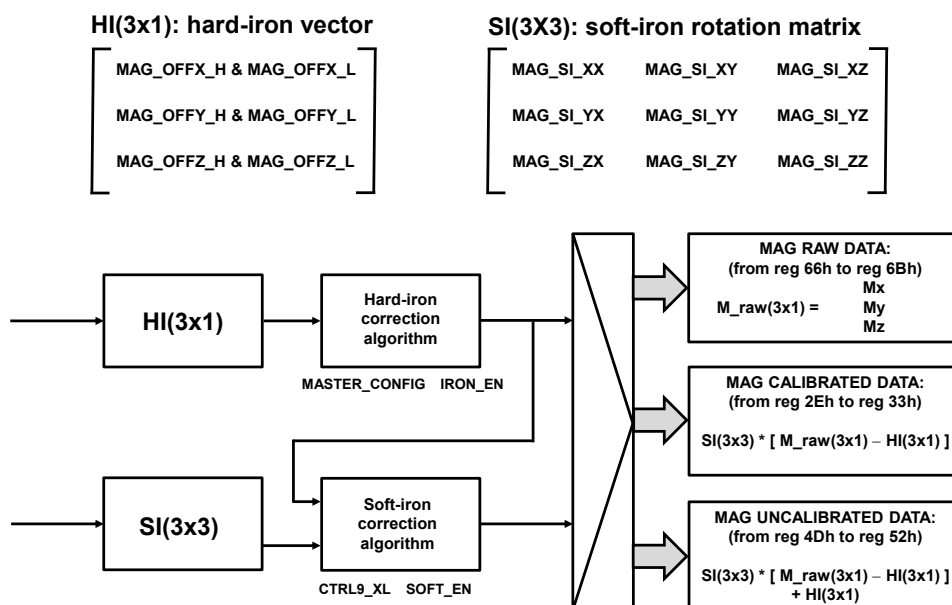 HI(3x1): hard-iron vector
MAG_OFFX_H & MAG_OFFX_L
MAG_OFFY_H & MAG_OFFY_L
MAG_OFFZ_H & MAG_OFFZ_L
SI(3X3): soft-iron rotation matrix
MAG_SI_XX MAG_SI_XY MAG_SI_XZ
MAG_SI_YX MAG_SI_YY MAG_SI_YZ
MAG_SI_ZX MAG_SI_ZY MAG_SI_ZZ
HI(3x1)
Hard-iron
correction
algorithm
MASTER_CONFIG IRON_EN
SI(3x3)
Soft-iron
correction
algorithm
CTRL9_XL SOFT_EN
MAG RAW DATA:
(from reg 66h to reg 6Bh)
Mx
M_raw(3x1) = My
Mz
MAG CALIBRATED DATA:
(from reg 2Eh to reg 33h)
SI(3x3) * [ M_raw(3x1) – HI(3x1) ]
MAG UNCALIBRATED DATA:
(from reg 4Dh to reg 52h)
SI(3x3) * [ M_raw(3x1) – HI(3x1) ]
+ HI(3x1)